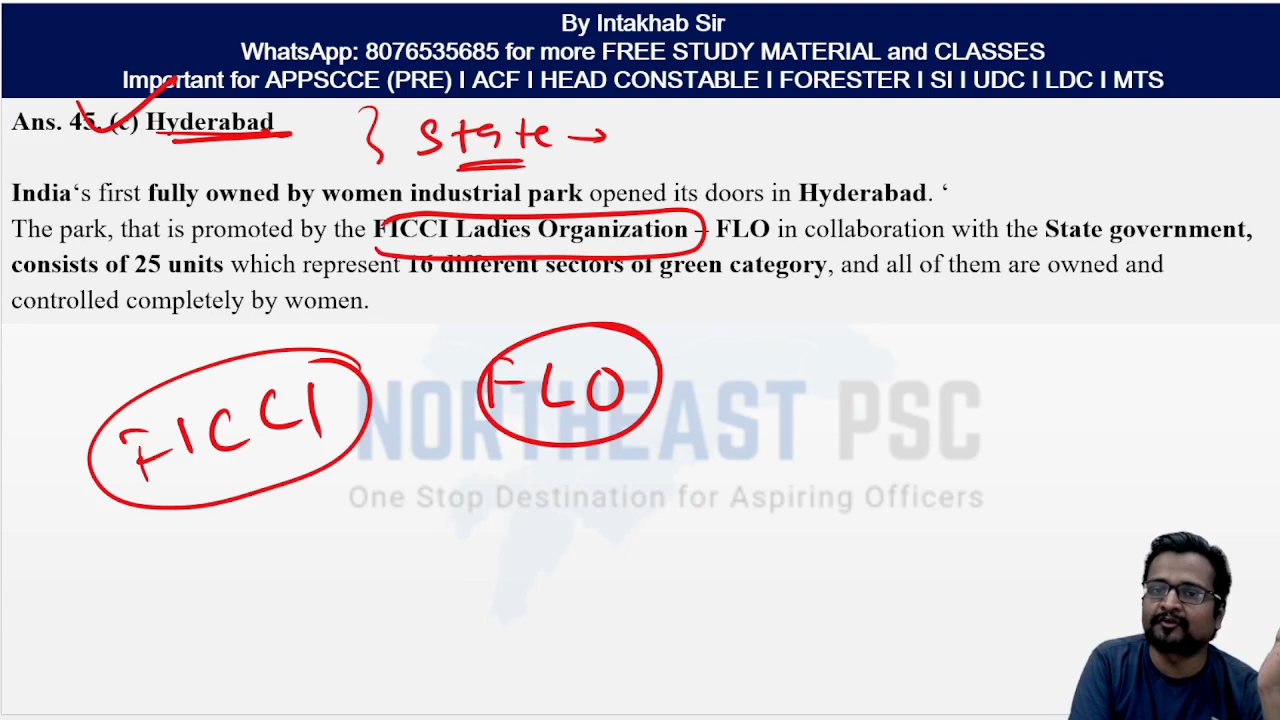 By Intakhab Sir
WhatsApp: 8076535685 for more FREE STUDY MATERIAL and CLASSES
Important for APPSCCE (PRE) I ACF I HEAD CONSTABLE I FORESTER I SI I UDC I LDC I MTS
Ans. 45. (c) Hyderabad
} State →
India‘s first fully owned by women industrial park opened its doors in Hyderabad. ‘
The park, that is promoted by the FICCI Ladies Organization – FLO in collaboration with the State government,
consists of 25 units which represent 16 different sectors of green category, and all of them are owned and
controlled completely by women.
FICCI
FLO
NORTHEAST PSC
One Stop Destination for Aspiring Officers